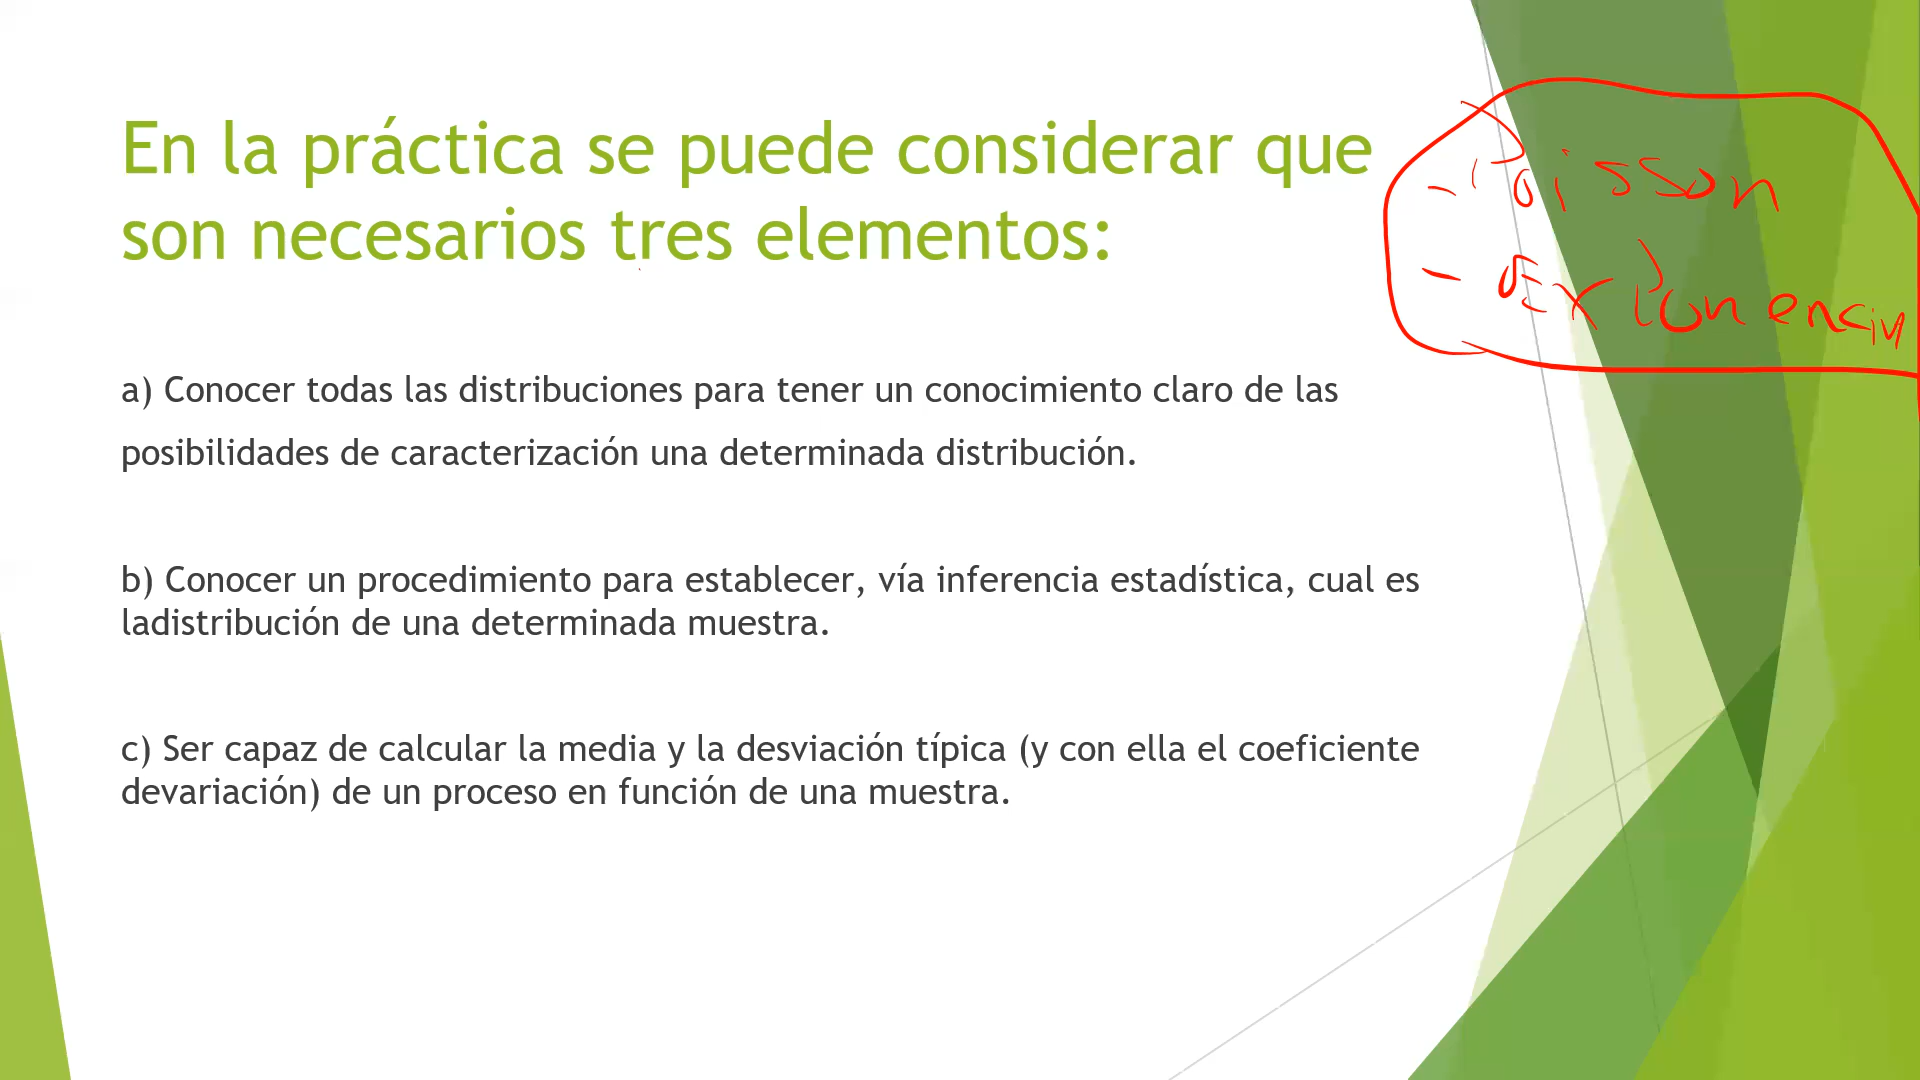 En la práctica se puede considerar que
son necesarios tres elementos:
- Poisson
- Exponencial
a) Conocer todas las distribuciones para tener un conocimiento claro de las
posibilidades de caracterización una determinada distribución.
b) Conocer un procedimiento para establecer, vía inferencia estadística, cual es
ladistribución de una determinada muestra.
c) Ser capaz de calcular la media y la desviación típica (y con ella el coeficiente
devariación) de un proceso en función de una muestra.